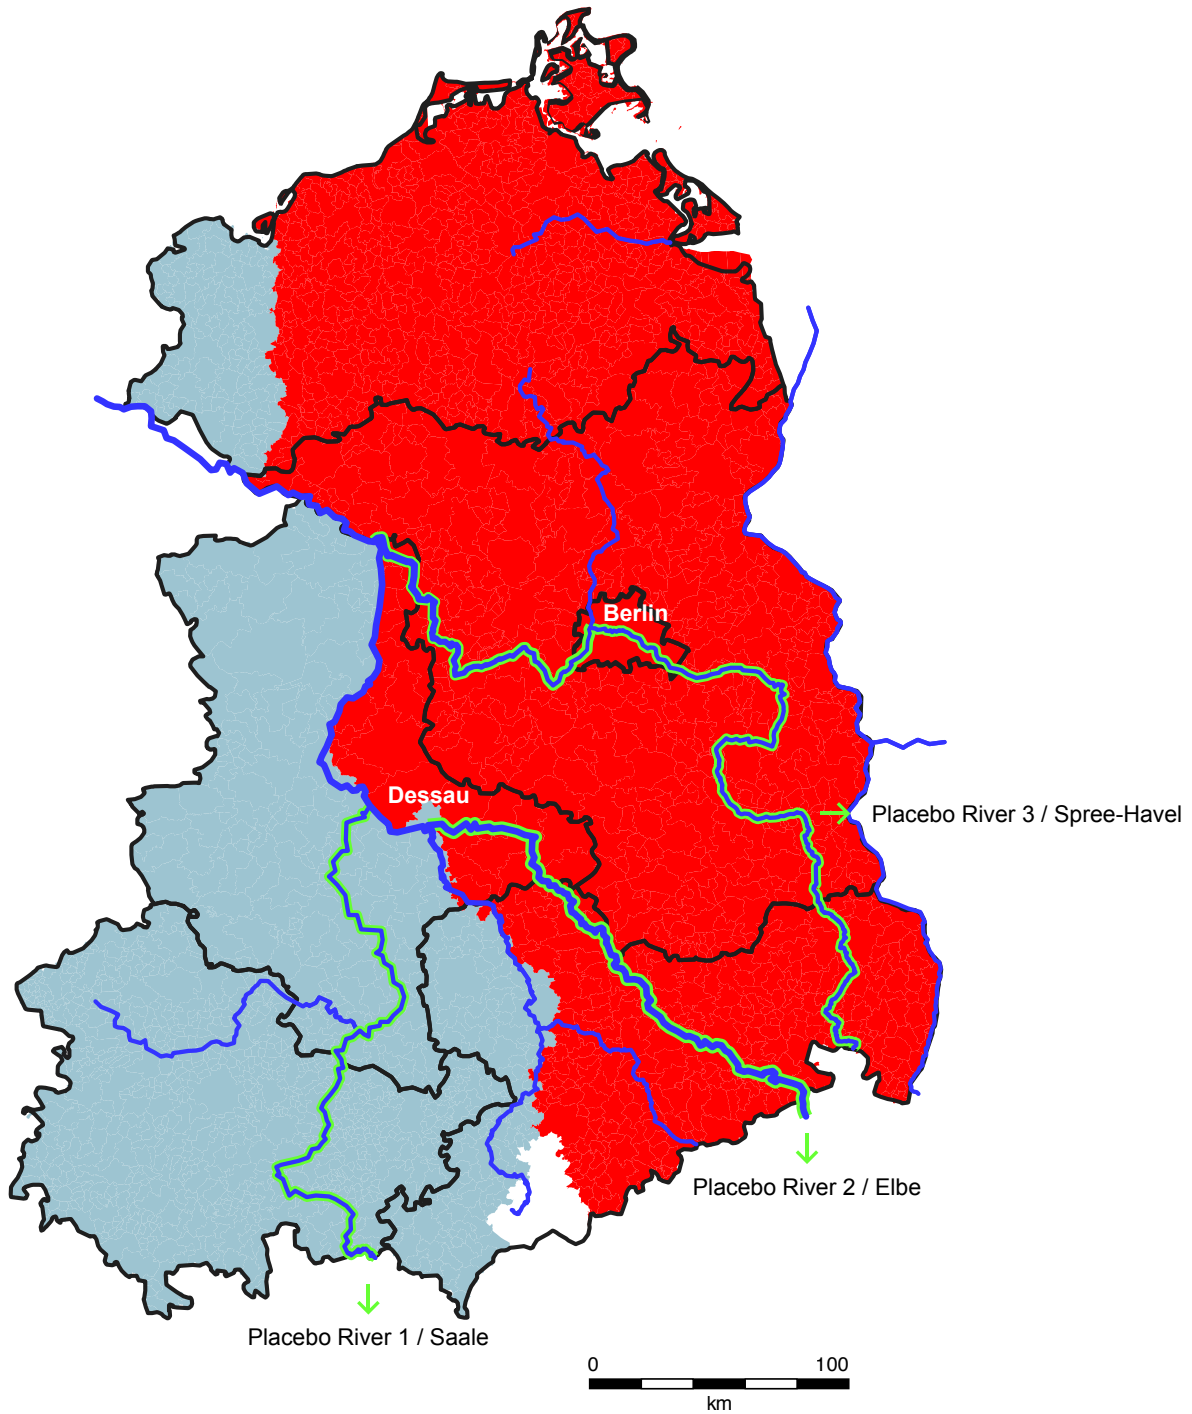 Berlin
Dessau
Placebo River 3 / Spree-Havel
Placebo River 2 / Elbe
Placebo River 1 / Saale
0 100
km